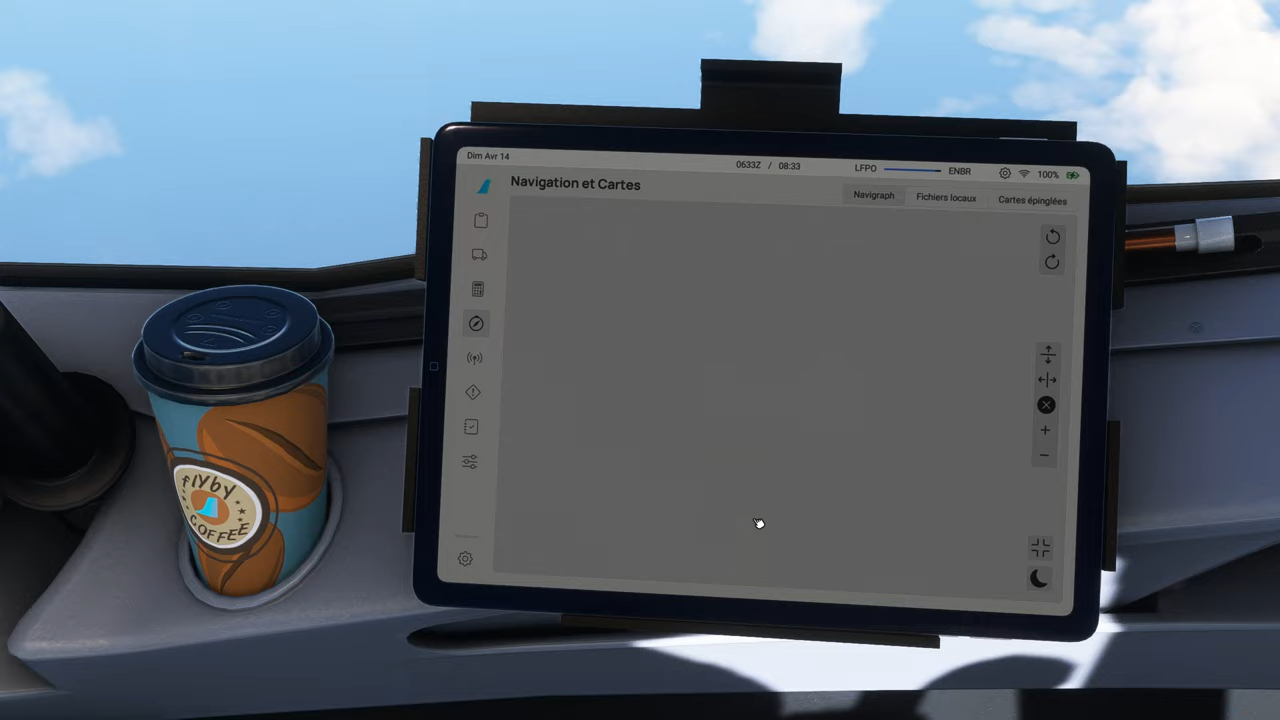 Dim Avr 14
0633Z / 08:33
LFPO ENBR
100%
Navigation et Cartes
Navigraph
Fichiers locaux
Cartes épinglées
flyby
COFFEE